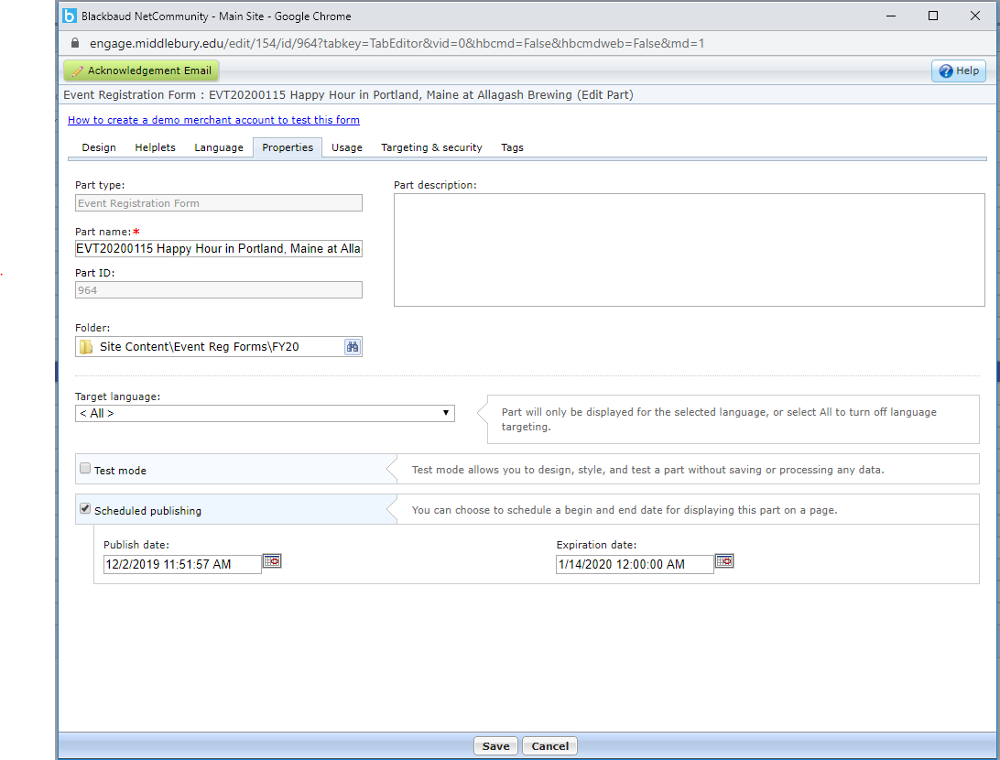 Blackbaud NetCommunity - Main Site - Google Chrome
engage.middlebury.edu/edit/154/id/964?tabkey=TabEditor&vid=0&hbcmd=False&hbcmdweb=False&md=1
Acknowledgement Email
Help
Event Registration Form : EVT20200115 Happy Hour in Portland, Maine at Allagash Brewing (Edit Part)
How to create a demo merchant account to test this form
Design Helplets Language Properties Usage Targeting & security Tags
Part type:
Event Registration Form
Part name:*
EVT20200115 Happy Hour in Portland, Maine at Alla
Part ID:
964
Folder:
Site Content\Event Reg Forms\FY20
Part description:
Target language:
< All >
Part will only be displayed for the selected language, or select All to turn off language
targeting.
Test mode
Test mode allows you to design, style, and test a part without saving or processing any data.
Scheduled publishing
You can choose to schedule a begin and end date for displaying this part on a page.
Publish date:
12/2/2019 11:51:57 AM
Expiration date:
1/14/2020 12:00:00 AM
Save Cancel